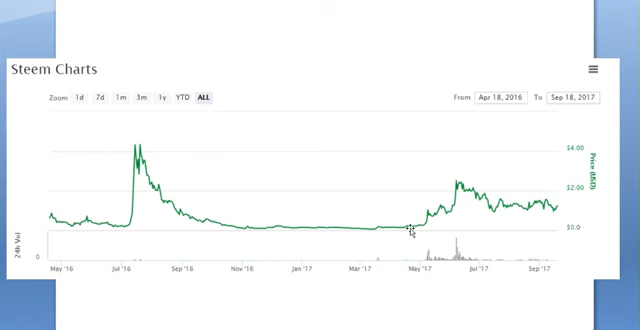 Steem Charts
Zoom 1d 7d 1m 3m 1y YTD ALL
From Apr 18, 2016 To Sep 18, 2017
$4.00
$2.00
$0.0
Price (USD)
24h Vol
0
May '16 Jul '16 Sep '16 Nov '16 Jan '17 Mar '17 May '17 Jul '17 Sep '17